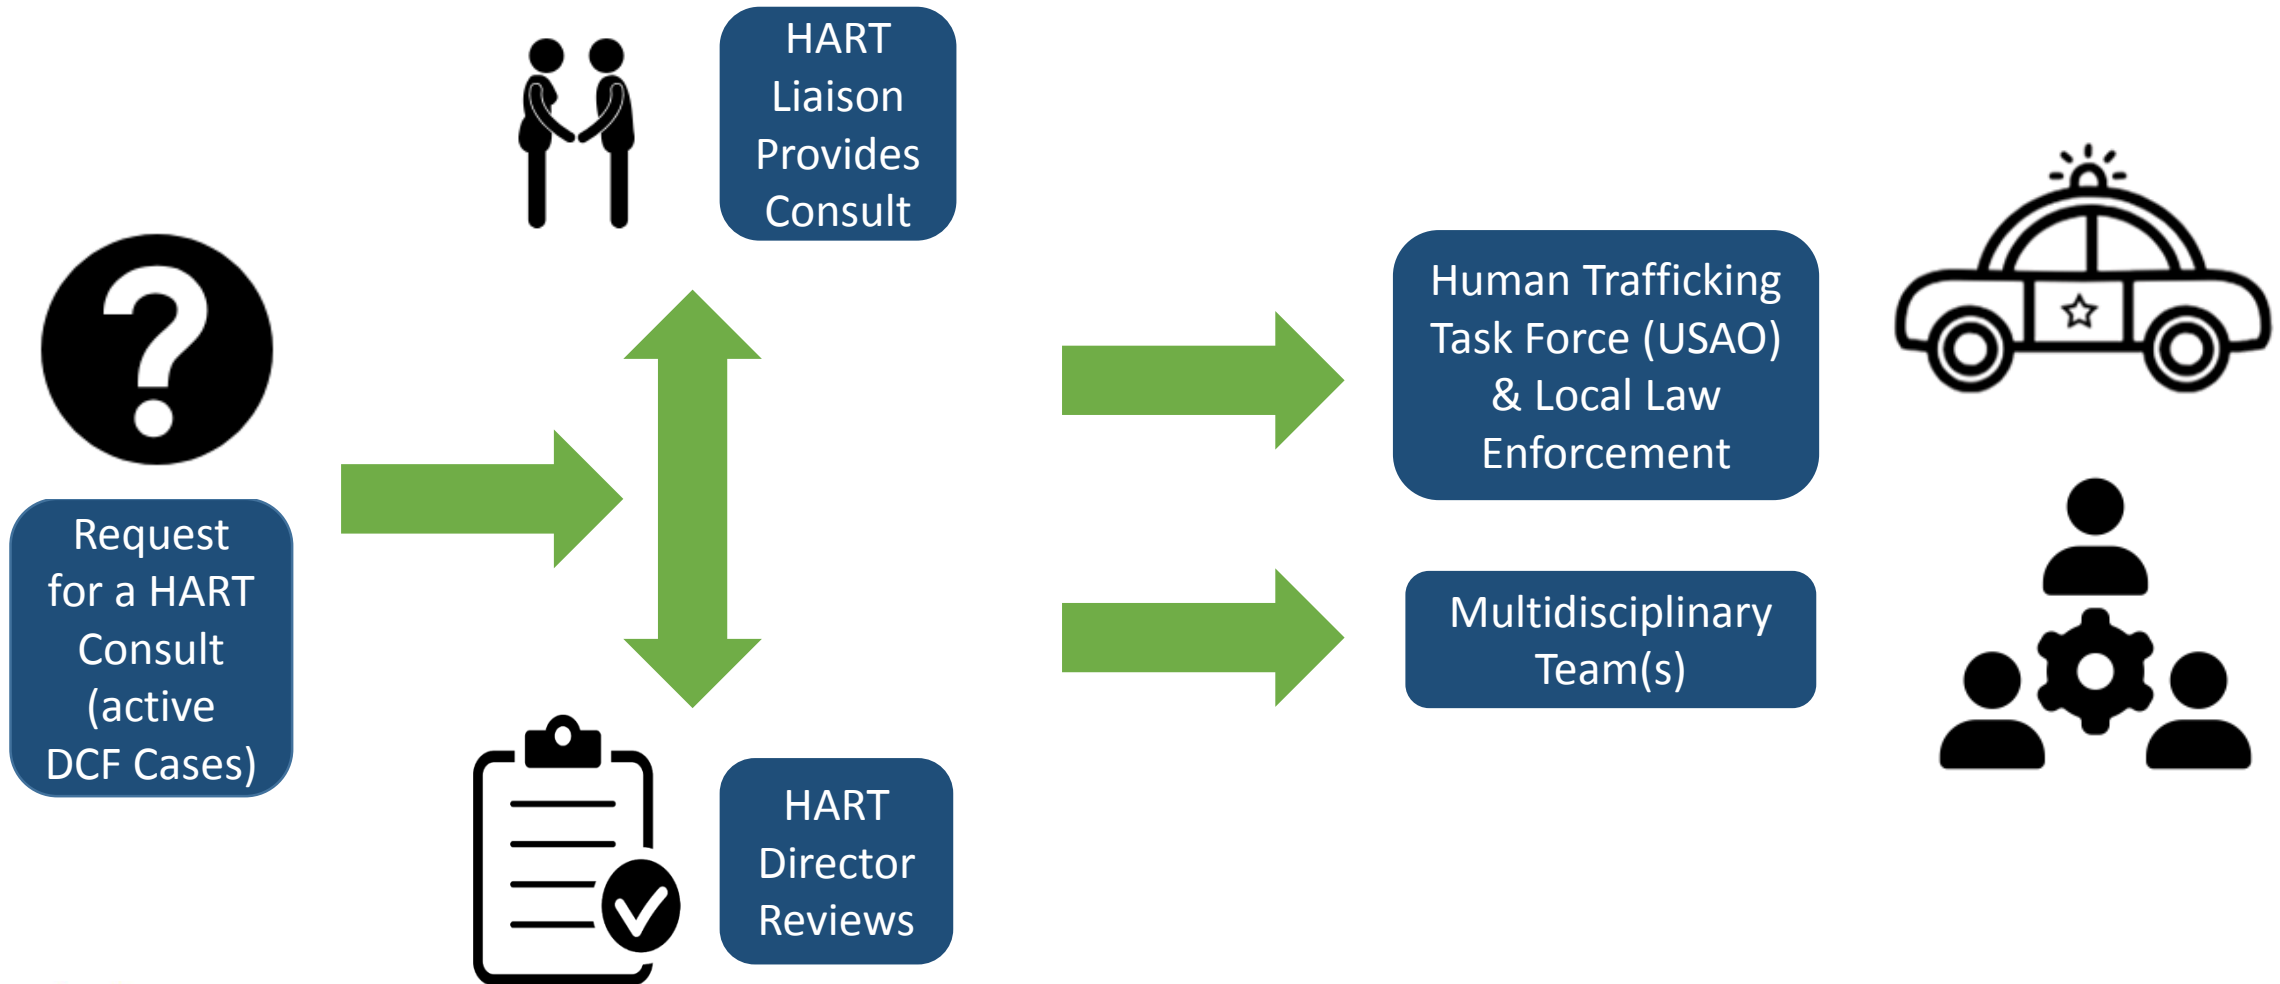 HART
Liaison
Provides
Consult
Request
for a HART
Consult
(active
DCF Cases)
HART
Director
Reviews
Human Trafficking
Task Force (USAO)
& Local Law
Enforcement
Multidisciplinary
Team(s)